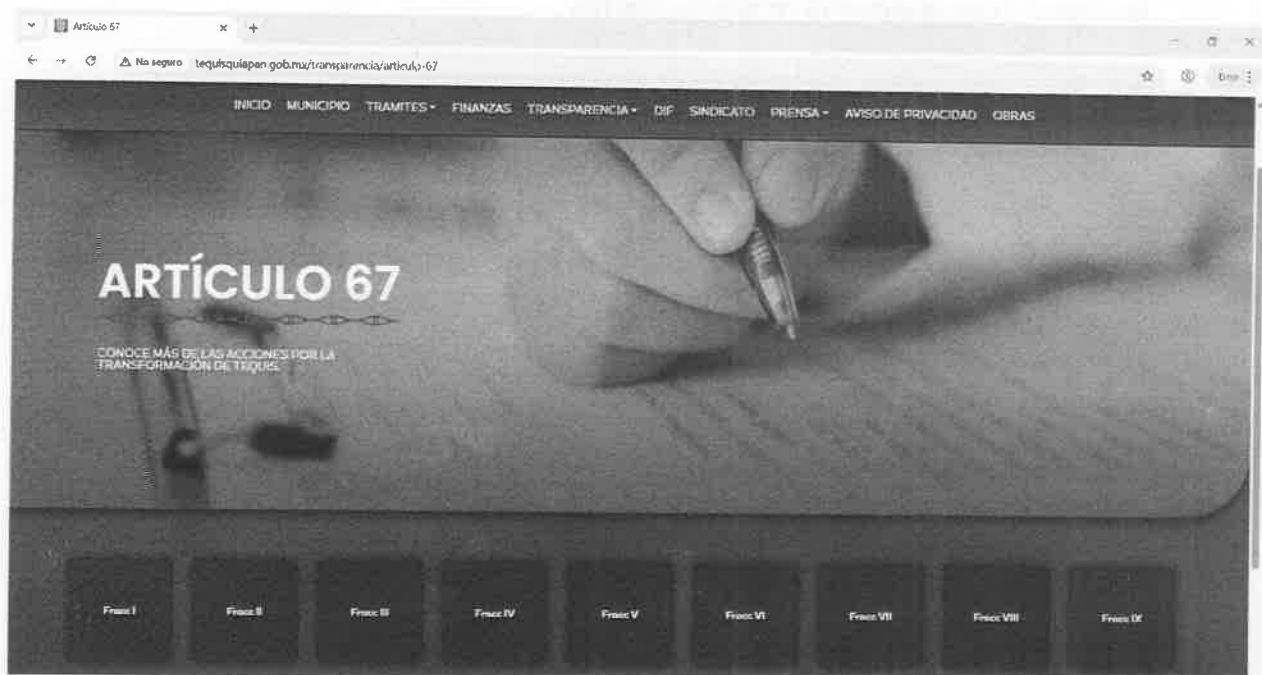 Artículo 67
No seguro tequisquiapan.gob.mx/transparencia/articulo-67
INICIO MUNICIPIO TRAMITES FINANZAS TRANSPARENCIA DIF SINDICATO PRENSA AVISO DE PRIVACIDAD OBRAS
ARTÍCULO 67
CONOCE MÁS DE LAS ACCIONES POR LA
TRANSFORMACIÓN DE TEQUIS.
Fracc I Fracc II Fracc III Fracc IV Fracc V Fracc VI Fracc VII Fracc VIII Fracc IX